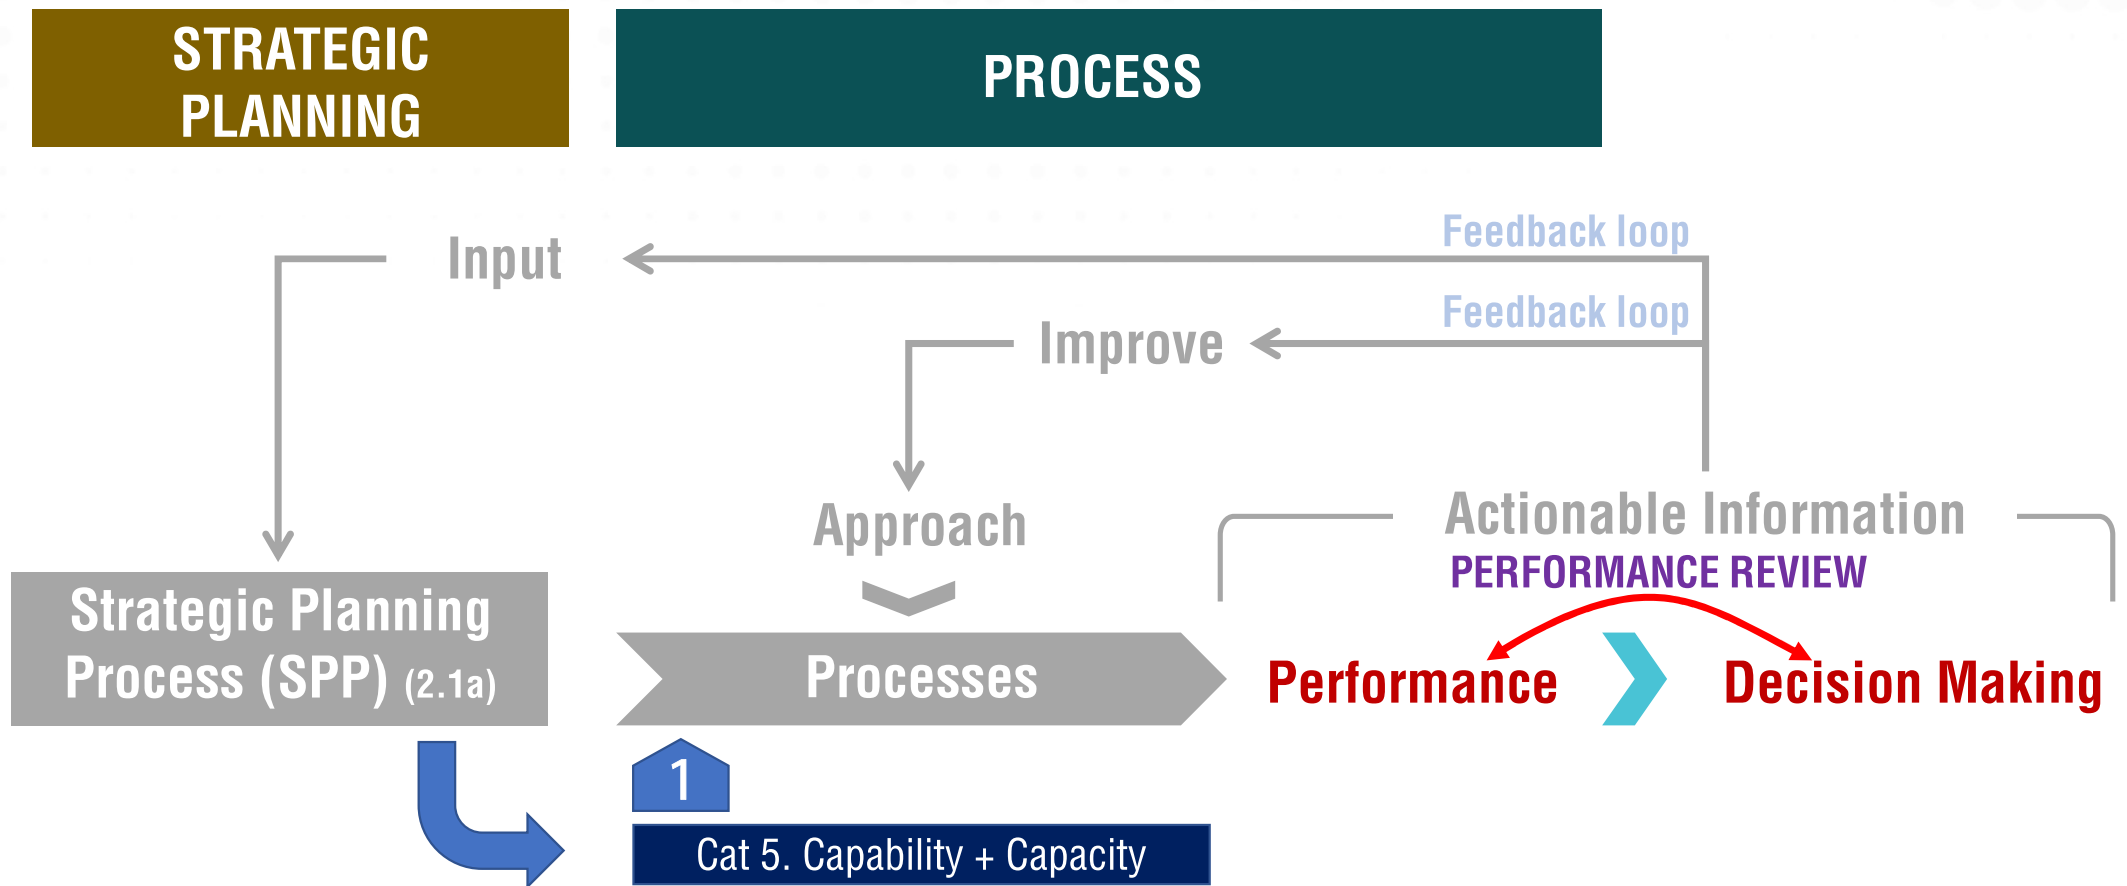 STRATEGIC
PLANNING
PROCESS
Feedback loop
Input
Feedback loop
Improve
Approach
Actionable Information
PERFORMANCE REVIEW
Strategic Planning
Process (SPP) (2.1a)
Processes
Performance
Decision Making
1
Cat 5. Capability + Capacity